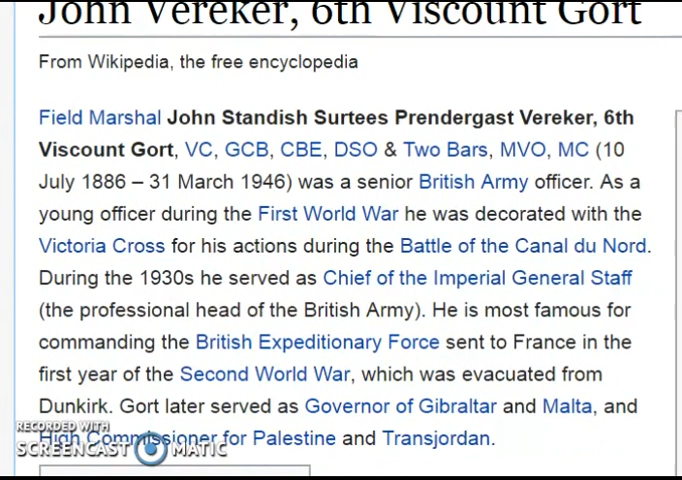 John Vereker, 6th Viscount Gort
From Wikipedia, the free encyclopedia
Field Marshal John Standish Surtees Prendergast Vereker, 6th
Viscount Gort, VC, GCB, CBE, DSO & Two Bars, MVO, MC (10
July 1886 – 31 March 1946) was a senior British Army officer. As a
young officer during the First World War he was decorated with the
Victoria Cross for his actions during the Battle of the Canal du Nord.
During the 1930s he served as Chief of the Imperial General Staff
(the professional head of the British Army). He is most famous for
commanding the British Expeditionary Force sent to France in the
first year of the Second World War, which was evacuated from
Dunkirk. Gort later served as Governor of Gibraltar and Malta, and
RECORDED WITH
High Commissioner for Palestine and Transjordan.
SCREENCAST MATIC